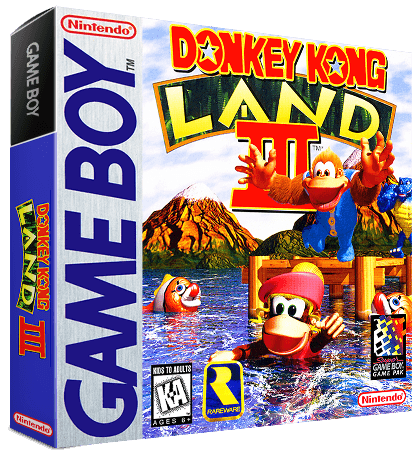 Nintendo
GAME BOY
GAME BOY
TM
DONKEY KONG
LAND
III
TM
DONKEY KONG
LAND
III
Nintendo
KIDS TO ADULTS
K-A
AGES 6+
R
RAREWARE
GAME BOY
GAME PAK
Nintendo